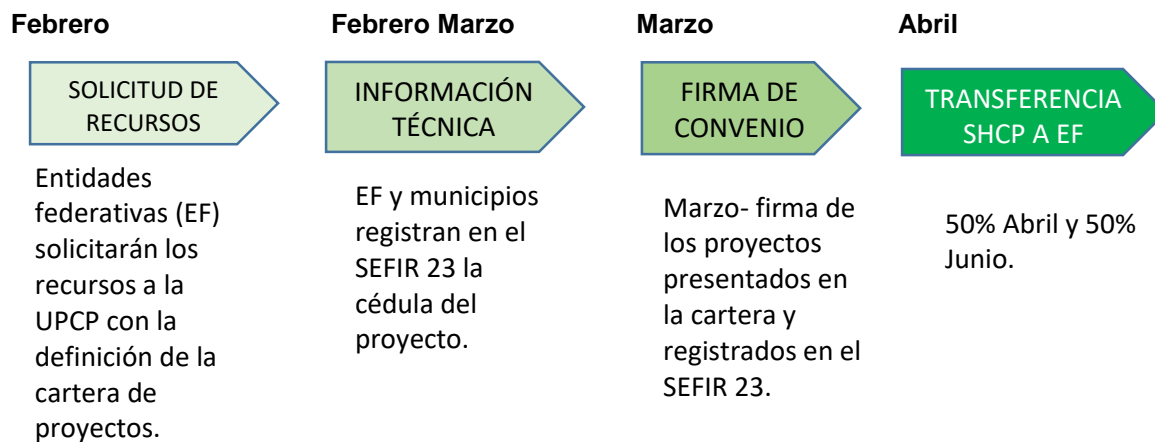 Febrero
SOLICITUD DE
RECURSOS
Entidades
federativas (EF)
solicitarán los
recursos a la
UPCP con la
definición de la
cartera de
proyectos.
Febrero Marzo
INFORMACIÓN
TÉCNICA
EF y municipios
registran en el
SEFIR 23 la
cédula del
proyecto.
Marzo
FIRMA DE
CONVENIO
Marzo- firma de
los proyectos
presentados en
la cartera y
registrados en el
SEFIR 23.
Abril
TRANSFERENCIA
SHCP A EF
50% Abril y 50%
Junio.